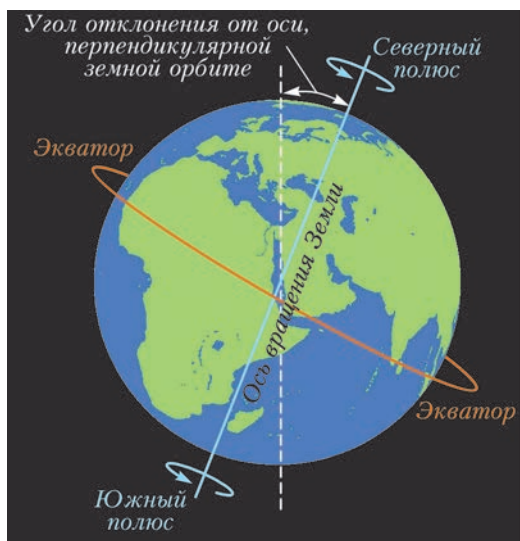 Угол отклонения от оси,
перпендикулярной
земной орбите
Северный
полюс
Экватор
Ось вращения Земли
Экватор
Южный
полюс